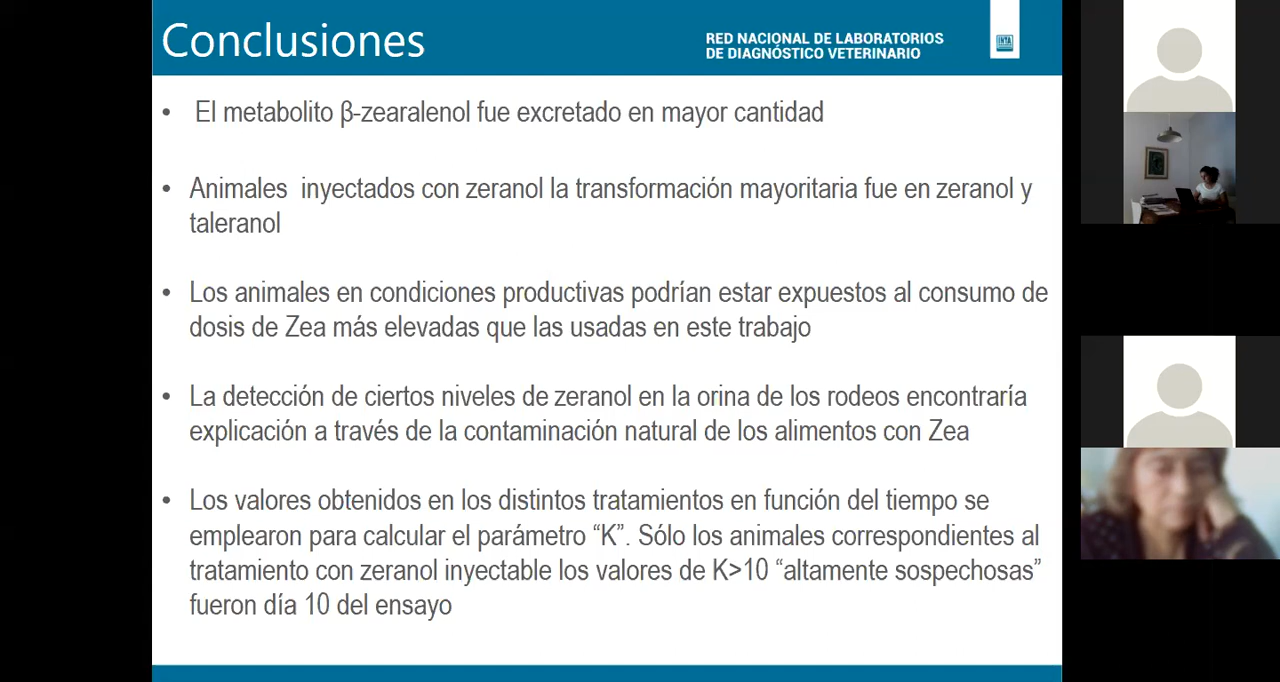 Conclusiones
RED NACIONAL DE LABORATORIOS
DE DIAGNÓSTICO VETERINARIO
INTA
• El metabolito β-zearalenol fue excretado en mayor cantidad
• Animales inyectados con zeranol la transformación mayoritaria fue en zeranol y
taleranol
• Los animales en condiciones productivas podrían estar expuestos al consumo de
dosis de Zea más elevadas que las usadas en este trabajo
• La detección de ciertos niveles de zeranol en la orina de los rodeos encontraría
explicación a través de la contaminación natural de los alimentos con Zea
• Los valores obtenidos en los distintos tratamientos en función del tiempo se
emplearon para calcular el parámetro “K”. Sólo los animales correspondientes al
tratamiento con zeranol inyectable los valores de K>10 “altamente sospechosas”
fueron día 10 del ensayo